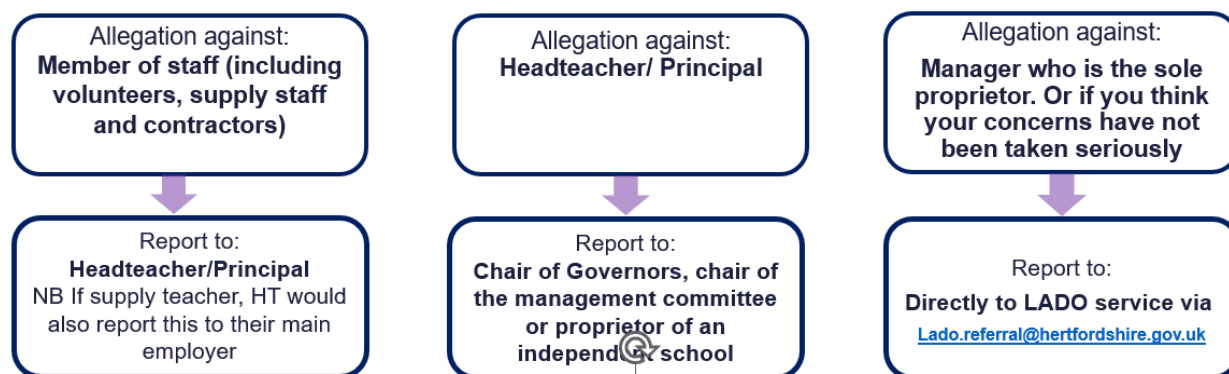 Allegation against:
Member of staff (including
volunteers, supply staff
and contractors)
Report to:
Headteacher/Principal
NB If supply teacher, HT would
also report this to their main
employer
Allegation against:
Headteacher/ Principal
Report to:
Chair of Governors, chair of
the management committee
or proprietor of an
independent school
Allegation against:
Manager who is the sole
proprietor. Or if you think
your concerns have not
been taken seriously
Report to:
Directly to LADO service via
Lado.referral@hertfordshire.gov.uk